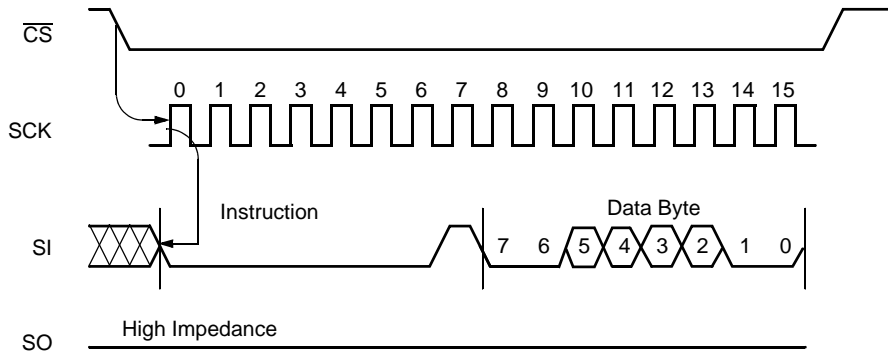 CS
0 1 2 3 4 5 6 7 8 9 10 11 12 13 14 15
SCK
Instruction
Data Byte
SI
7 6 5 4 3 2 1 0
High Impedance
SO